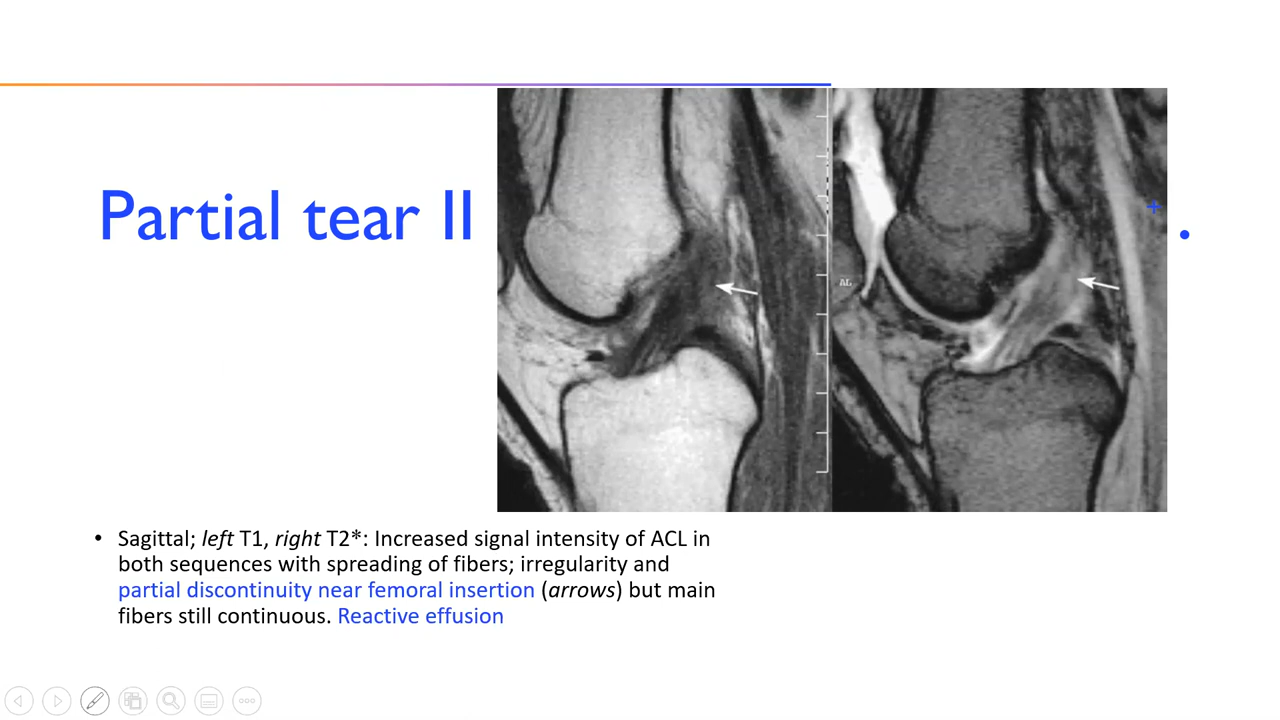 Partial tear II
AL
• Sagittal; left T1, right T2*: Increased signal intensity of ACL in
both sequences with spreading of fibers; irregularity and
partial discontinuity near femoral insertion (arrows) but main
fibers still continuous. Reactive effusion